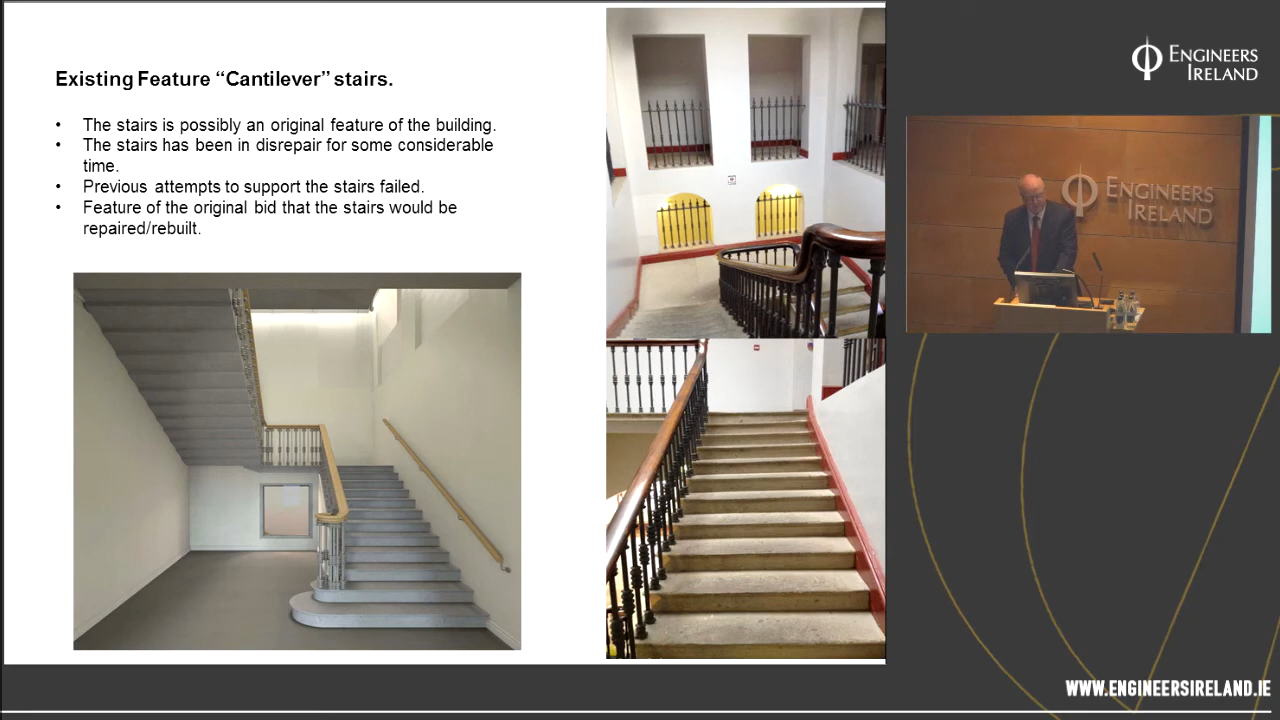 Existing Feature “Cantilever” stairs.
• The stairs is possibly an original feature of the building.
• The stairs has been in disrepair for some considerable
time.
• Previous attempts to support the stairs failed.
• Feature of the original bid that the stairs would be
repaired/rebuilt.
ENGINEERS
IRELAND
ENGINEERS
IRELAND
WWW.ENGINEERSIRELAND.IE